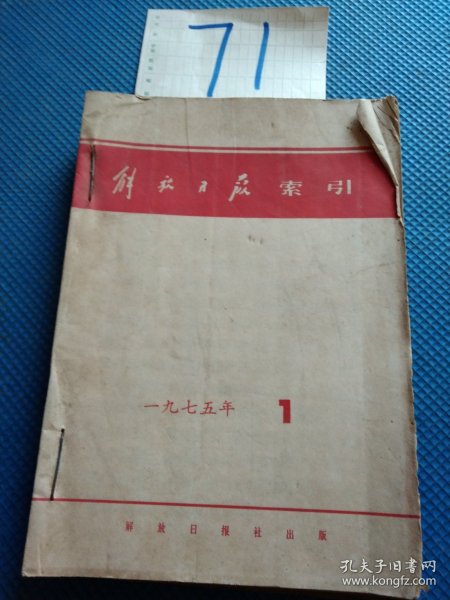 71
解放日报索引
一九七五年 1
解放日报社出版
孔夫子旧书网
www.kongfz.com